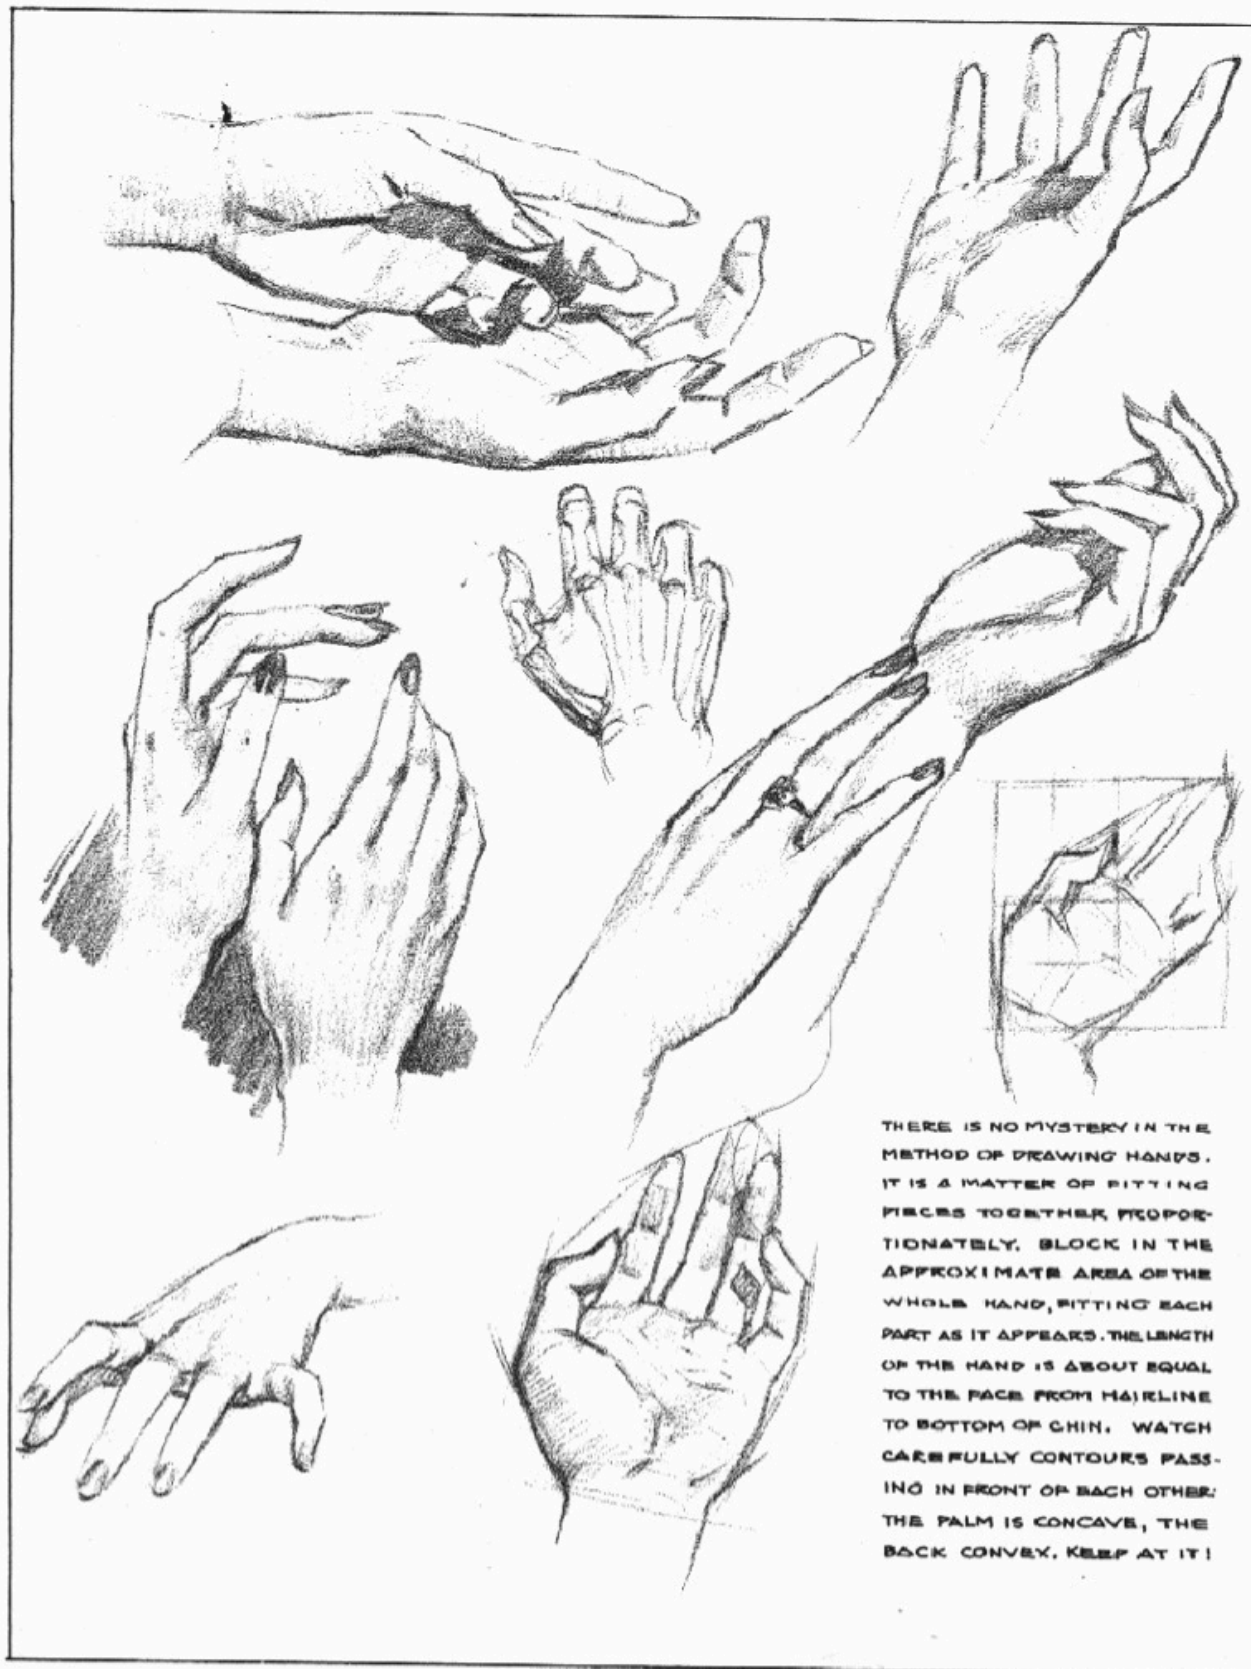 THERE IS NO MYSTERY IN THE
METHOD OF DRAWING HANDS.
IT IS A MATTER OF FITTING
PIECES TOGETHER PROPOR-
TIONATELY. BLOCK IN THE
APPROXIMATE AREA OF THE
WHOLE HAND, FITTING EACH
PART AS IT APPEARS. THE LENGTH
OF THE HAND IS ABOUT EQUAL
TO THE FACE FROM HAIRLINE
TO BOTTOM OF CHIN. WATCH
CAREFULLY CONTOURS PASS-
ING IN FRONT OF EACH OTHER.
THE PALM IS CONCAVE, THE
BACK CONVEX. KEEP AT IT!